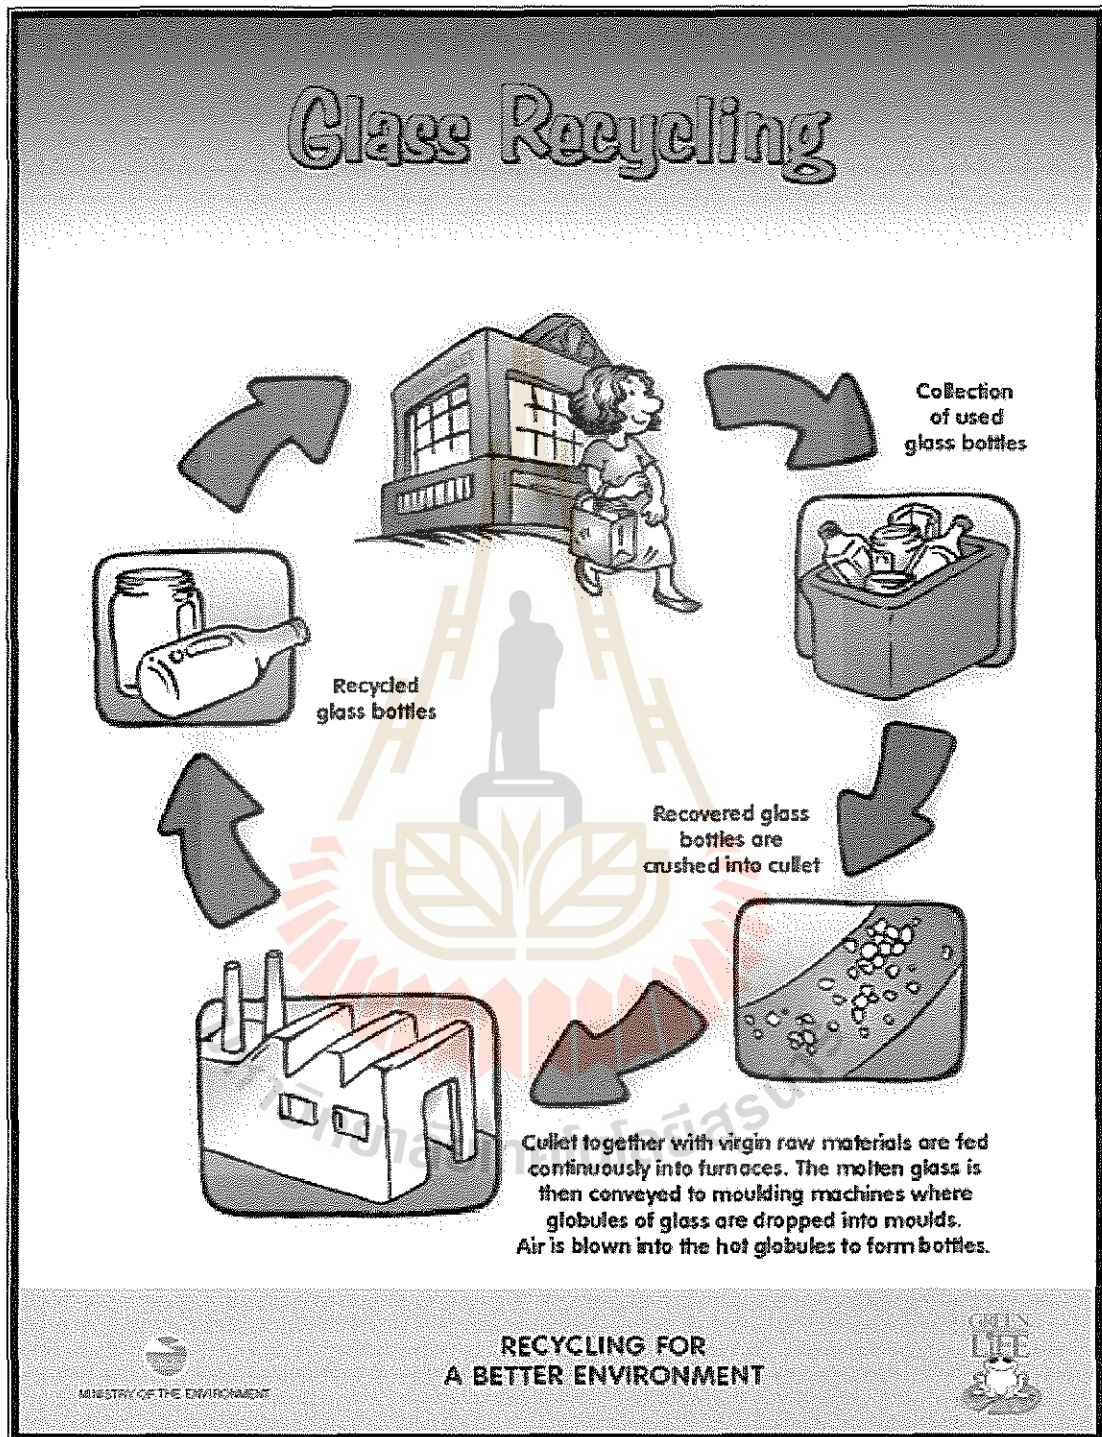 Glass Recycling
Collection
of used
glass bottles
Recycled
glass bottles
Recovered glass
bottles are
crushed into cullet
Cullet together with virgin raw materials are fed
continuously into furnaces. The molten glass is
then conveyed to moulding machines where
globules of glass are dropped into moulds.
Air is blown into the hot globules to form bottles.
RECYCLING FOR
A BETTER ENVIRONMENT
MINISTRY OF THE ENVIRONMENT
GREEN
LIFE